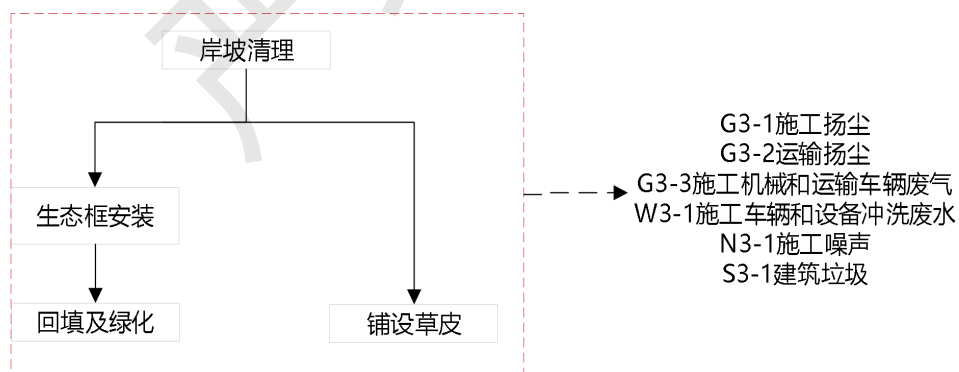 岸坡清理
生态框安装
回填及绿化
铺设草皮
G3-1施工扬尘
G3-2运输扬尘
G3-3施工机械和运输车辆废气
W3-1施工车辆和设备冲洗废水
N3-1施工噪声
S3-1建筑垃圾